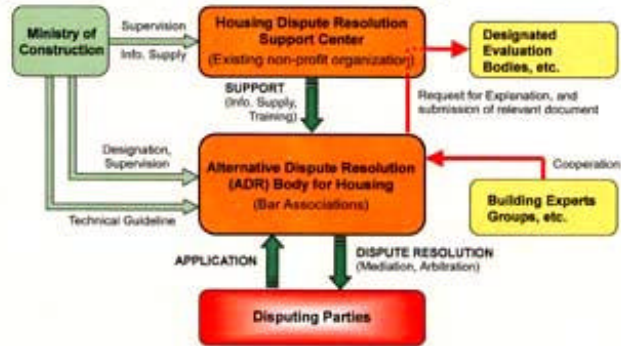 Ministry of
Construction
Supervision
Info. Supply
Housing Dispute Resolution
Support Center
(Existing non-profit organization)
Designated
Evaluation
Bodies, etc.
SUPPORT
(Info. Supply,
Training)
Request for Explanation, and
submission of relevant document
Designation,
Supervision
Technical Guideline
Alternative Dispute Resolution
(ADR) Body for Housing
(Bar Associations)
Cooperation
Building Experts
Groups, etc.
APPLICATION
DISPUTE RESOLUTION
(Mediation, Arbitration)
Disputing Parties